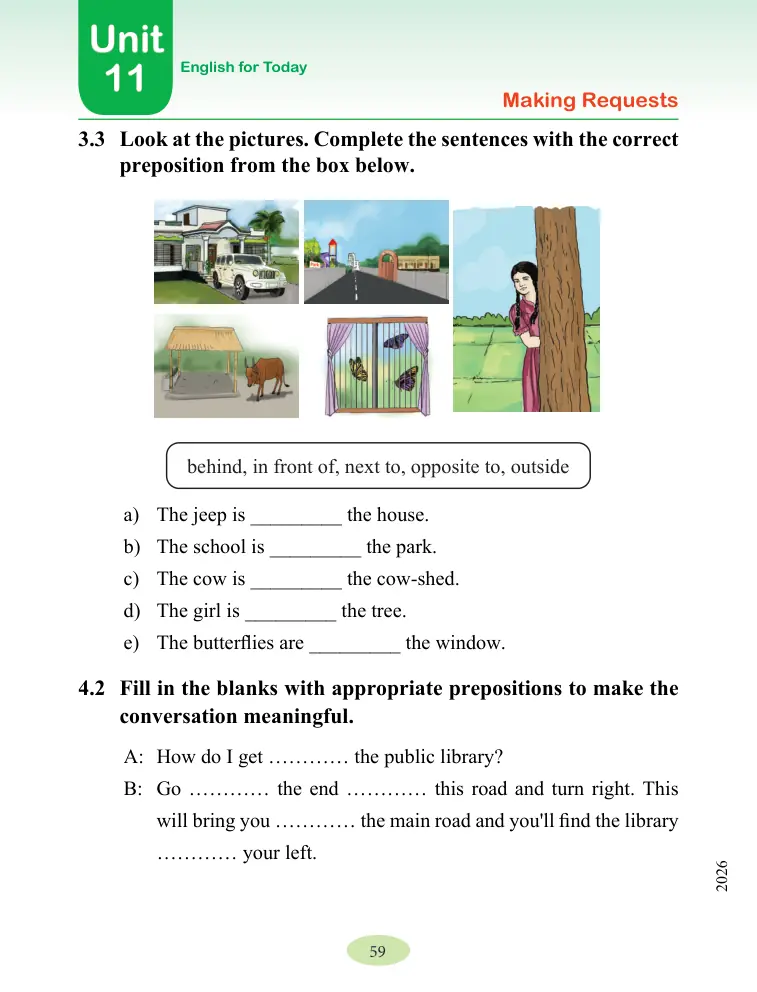 Unit
11
English for Today
Making Requests
3.3 Look at the pictures. Complete the sentences with the correct
preposition from the box below.
behind, in front of, next to, opposite to, outside
a) The jeep is _________ the house.
b) The school is _________ the park.
c) The cow is _________ the cow-shed.
d) The girl is _________ the tree.
e) The butterflies are _________ the window.
4.2 Fill in the blanks with appropriate prepositions to make the
conversation meaningful.
A: How do I get ………… the public library?
B: Go ………… the end ………… this road and turn right. This
will bring you ………… the main road and you'll find the library
………… your left.
2026
59